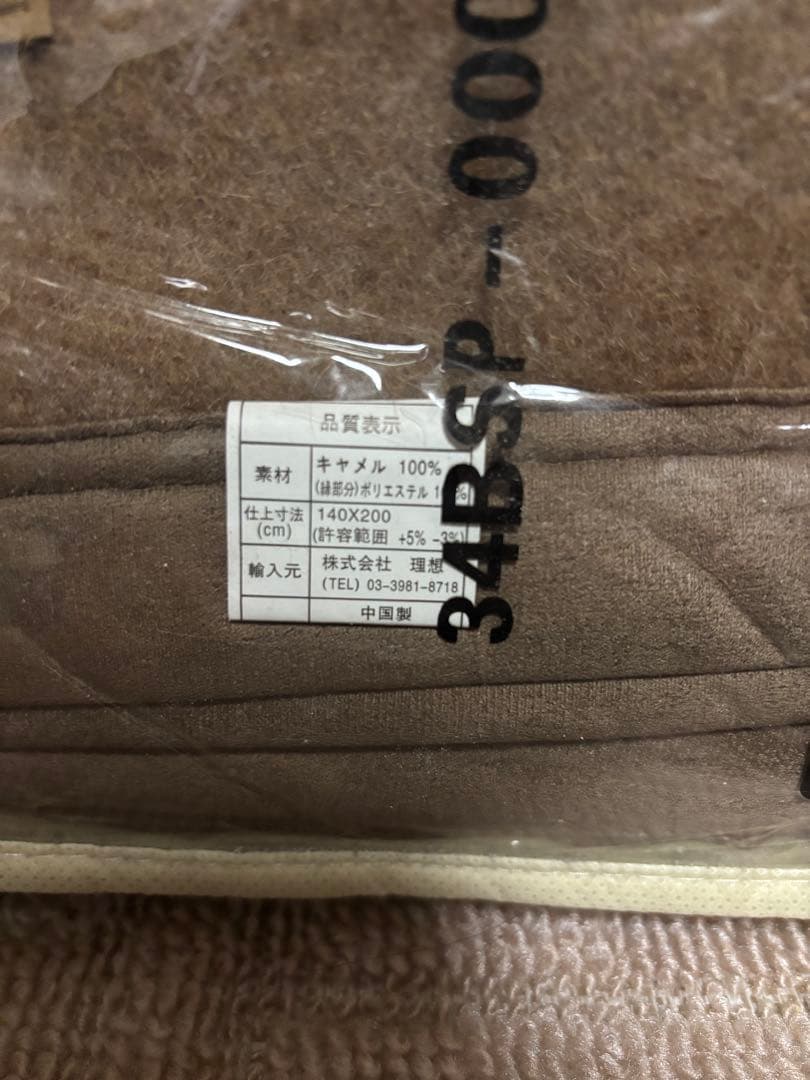 品質表示
素材 キャメル 100%
(縁部分)ポリエステル
仕上寸法 140X200
(cm) (許容範囲 +5% -3%)
輸入元 株式会社 理想
(TEL) 03-3981-8718
中国製
34BSP-000